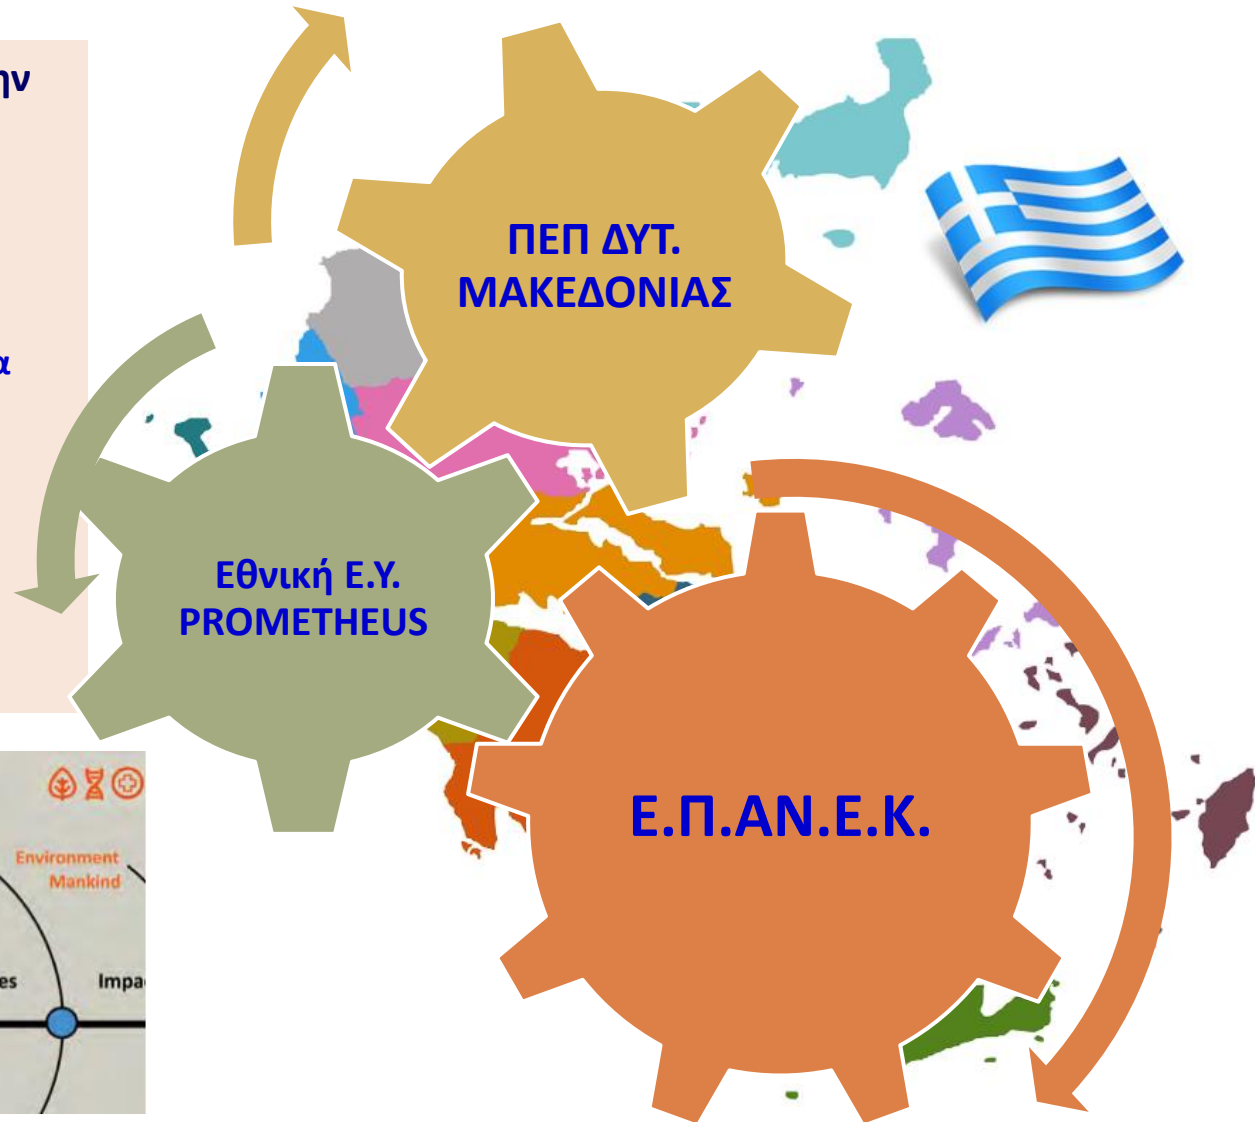 ΠΕΠ ΔΥΤ.
ΜΑΚΕΔΟΝΙΑΣ
Εθνική Ε.Υ.
PROMETHEUS
Ε.Π.ΑΝ.Ε.Κ.
Environment
Mankind